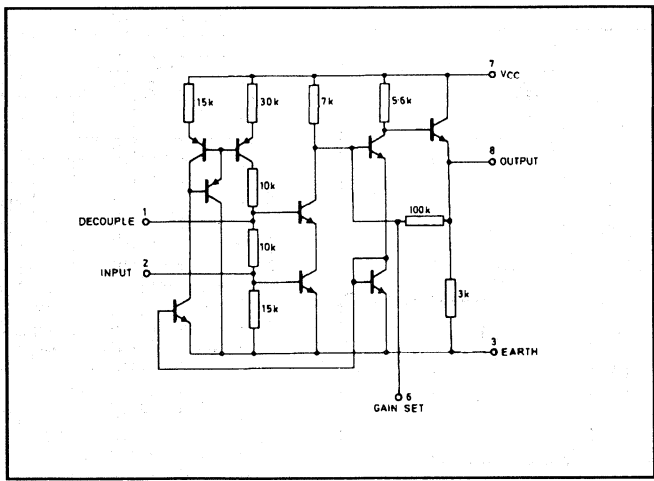 7
VCC
15k
30k
7k
5·6k
8
OUTPUT
10k
100k
1
DECOUPLE
10k
2
INPUT
15k
3k
3
EARTH
6
GAIN SET